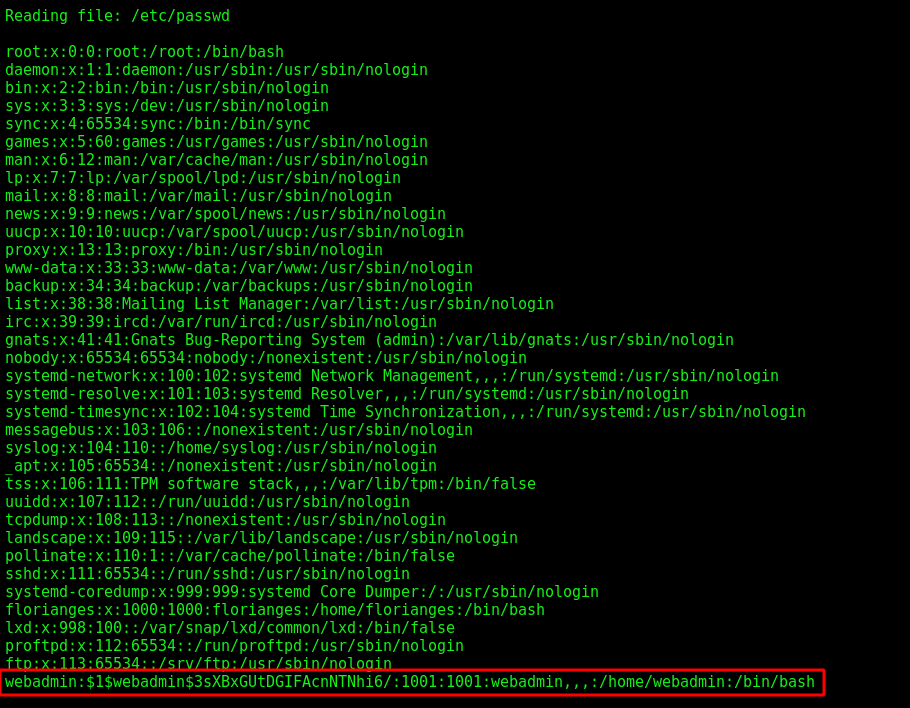 Reading file: /etc/passwd
root:x:0:0:root:/root:/bin/bash
daemon:x:1:1:daemon:/usr/sbin:/usr/sbin/nologin
bin:x:2:2:bin:/bin:/usr/sbin/nologin
sys:x:3:3:sys:/dev:/usr/sbin/nologin
sync:x:4:65534:sync:/bin:/bin/sync
games:x:5:60:games:/usr/games:/usr/sbin/nologin
man:x:6:12:man:/var/cache/man:/usr/sbin/nologin
lp:x:7:7:lp:/var/spool/lpd:/usr/sbin/nologin
mail:x:8:8:mail:/var/mail:/usr/sbin/nologin
news:x:9:9:news:/var/spool/news:/usr/sbin/nologin
uucp:x:10:10:uucp:/var/spool/uucp:/usr/sbin/nologin
proxy:x:13:13:proxy:/bin:/usr/sbin/nologin
www-data:x:33:33:www-data:/var/www:/usr/sbin/nologin
backup:x:34:34:backup:/var/backups:/usr/sbin/nologin
list:x:38:38:Mailing List Manager:/var/list:/usr/sbin/nologin
irc:x:39:39:ircd:/var/run/ircd:/usr/sbin/nologin
gnats:x:41:41:Gnats Bug-Reporting System (admin):/var/lib/gnats:/usr/sbin/nologin
nobody:x:65534:65534:nobody:/nonexistent:/usr/sbin/nologin
systemd-network:x:100:102:systemd Network Management,,,:/run/systemd:/usr/sbin/nologin
systemd-resolve:x:101:103:systemd Resolver,,,:/run/systemd:/usr/sbin/nologin
systemd-timesync:x:102:104:systemd Time Synchronization,,,:/run/systemd:/usr/sbin/nologin
messagebus:x:103:106::/nonexistent:/usr/sbin/nologin
syslog:x:104:110::/home/syslog:/usr/sbin/nologin
_apt:x:105:65534::/nonexistent:/usr/sbin/nologin
tss:x:106:111:TPM software stack,,,:/var/lib/tpm:/bin/false
uuidd:x:107:112::/run/uuidd:/usr/sbin/nologin
tcpdump:x:108:113::/nonexistent:/usr/sbin/nologin
landscape:x:109:115::/var/lib/landscape:/usr/sbin/nologin
pollinate:x:110:1::/var/cache/pollinate:/bin/false
sshd:x:111:65534::/run/sshd:/usr/sbin/nologin
systemd-coredump:x:999:999:systemd Core Dumper:/:/usr/sbin/nologin
florianges:x:1000:1000:florianges:/home/florianges:/bin/bash
lxd:x:998:100::/var/snap/lxd/common/lxd:/bin/false
proftpd:x:112:65534::/run/proftpd:/usr/sbin/nologin
ftp:x:113:65534::/srv/ftp:/usr/sbin/nologin
webadmin:$1$webadmin$3sXBxGUtDGIFAcnNTNhi6/:1001:1001:webadmin,,,:/home/webadmin:/bin/bash